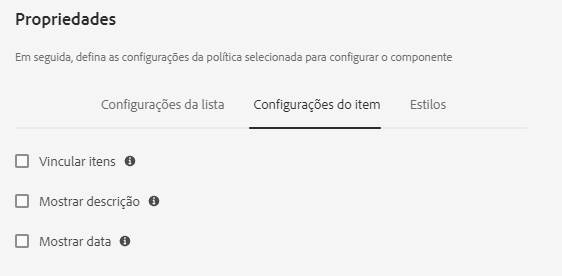 Propriedades
Em seguida, defina as configurações da política selecionada para configurar o componente
Configurações da lista Configurações do item Estilos
Vincular itens
Mostrar descrição
Mostrar data